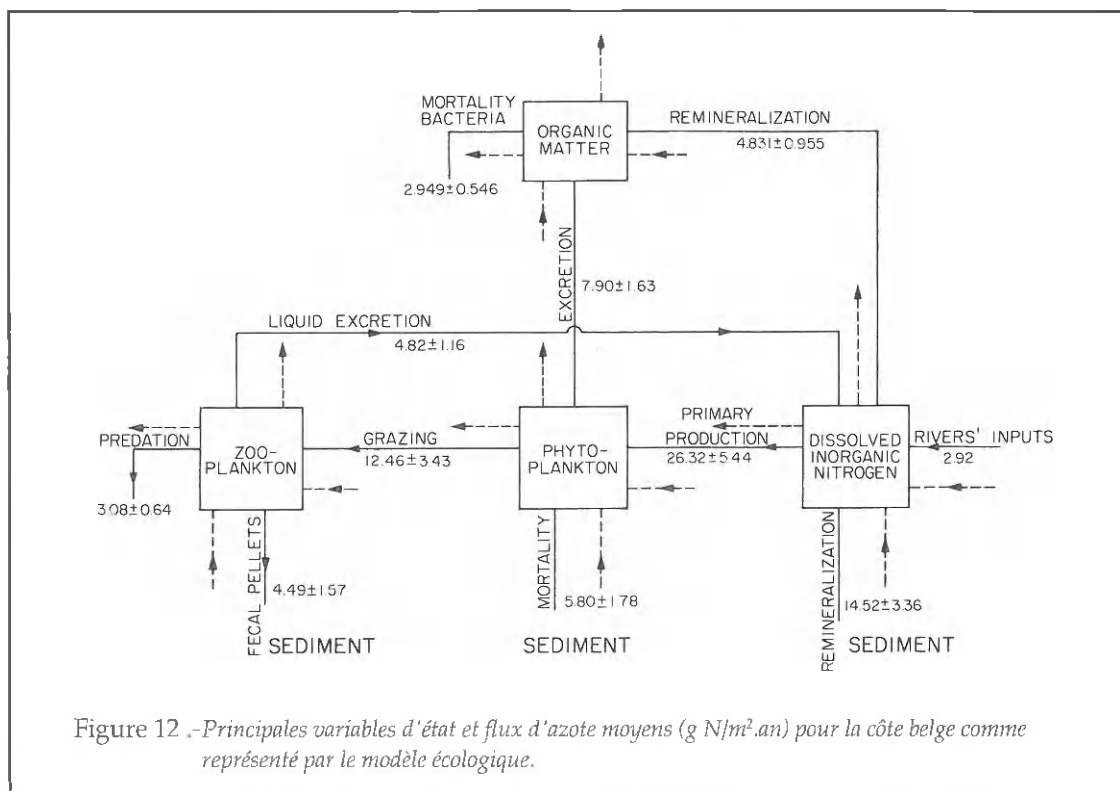 MORTALITY
BACTERIA
ORGANIC
MATTER
REMINERALIZATION
4.831±0.955
2.949±0.546
EXCRETION
7.90±1.63
LIQUID EXCRETION
4.82±1.16
PREDATION
ZOO-
PLANKTON
GRAZING
12.46±3.43
PHYTO-
PLANKTON
PRIMARY
PRODUCTION
26.32±5.44
DISSOLVED
INORGANIC
NITROGEN
RIVERS' INPUTS
2.92
3.08±0.64
FECAL PELLETS
4.49±1.57
MORTALITY
5.80±1.78
REMINERALIZATION
14.52±3.36
SEDIMENT
SEDIMENT
SEDIMENT
Figure 12 .-Principales variables d'état et flux d'azote moyens (g N/m².an) pour la côte belge comme
représenté par le modèle écologique.